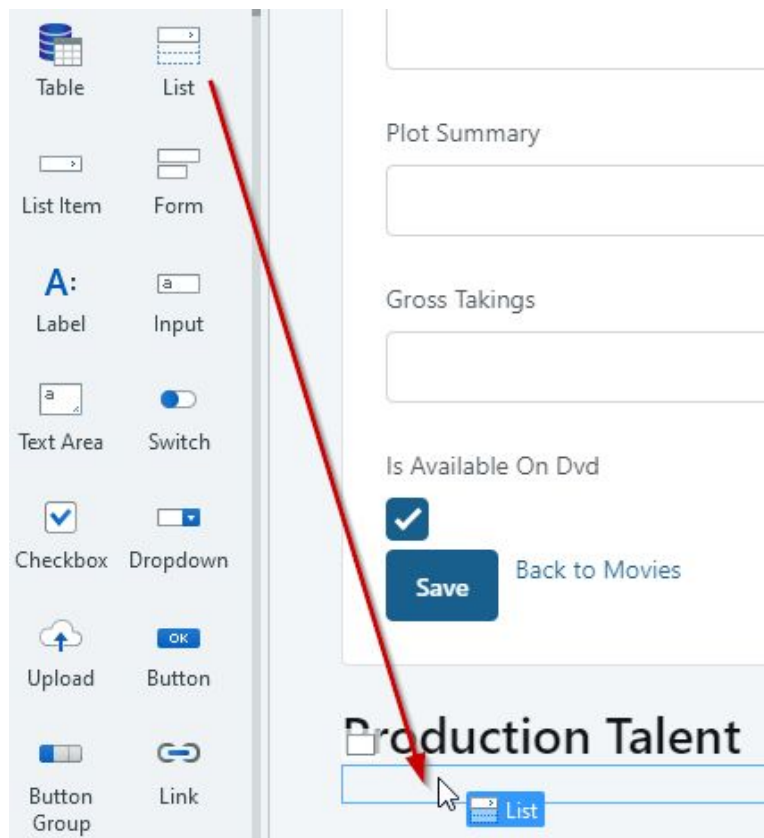 Table
List
List Item
Form
A:
Label
a
Input
a
Text Area
Switch
Checkbox
Dropdown
Upload
OK
Button
Button
Group
Link
Plot Summary
Gross Takings
Is Available On Dvd
Save
Back to Movies
Production Talent
List